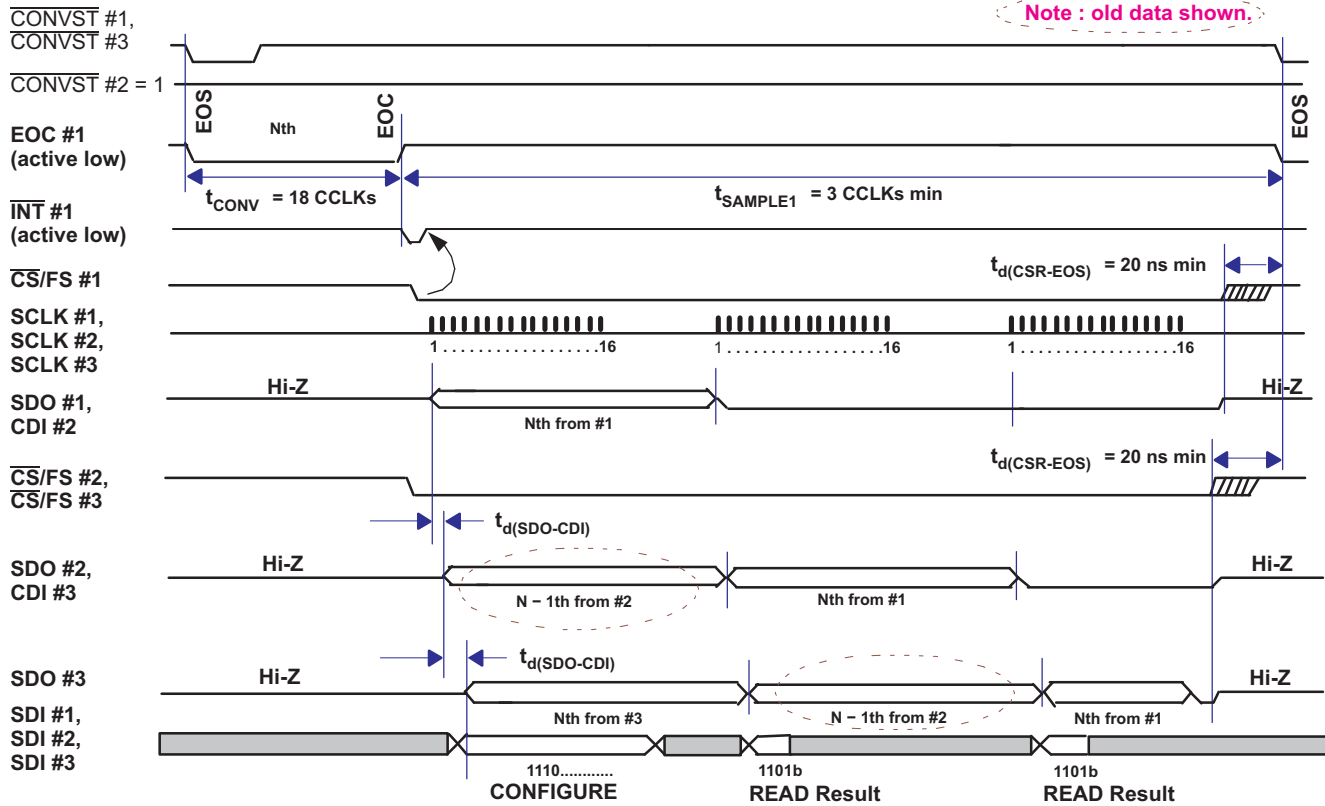 CONVST #1,
CONVST #3
Note : old data shown.
CONVST #2 = 1
EOS
EOC
EOS
Nth
EOC #1
(active low)
tCONV = 18 CCLKs
tSAMPLE1 = 3 CCLKs min
INT #1
(active low)
td(CSR-EOS) = 20 ns min
CS/FS #1
SCLK #1,
SCLK #2,
SCLK #3
1 . . . . . . . . . . . . . . . . . .16
1 . . . . . . . . . . . . . . . . . .16
1 . . . . . . . . . . . . . . . . . .16
Hi-Z
Hi-Z
SDO #1,
CDI #2
Nth from #1
td(CSR-EOS) = 20 ns min
CS/FS #2,
CS/FS #3
td(SDO-CDI)
Hi-Z
Hi-Z
SDO #2,
CDI #3
N − 1th from #2
Nth from #1
td(SDO-CDI)
SDO #3
Hi-Z
Hi-Z
Nth from #3
N − 1th from #2
Nth from #1
SDI #1,
SDI #2,
SDI #3
1110............
1101b
1101b
CONFIGURE
READ Result
READ Result